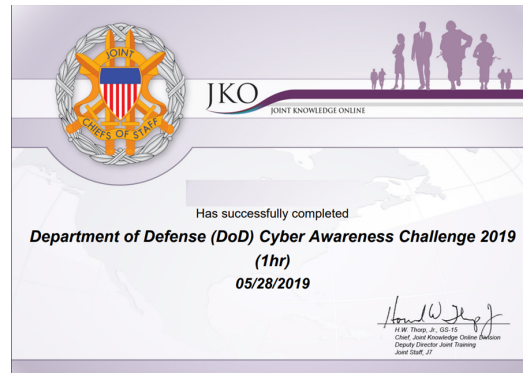 JOINT
CHIEFS OF STAFF
JKO
JOINT KNOWLEDGE ONLINE
Has successfully completed
Department of Defense (DoD) Cyber Awareness Challenge 2019
(1hr)
05/28/2019
H.W. Thorp, Jr., GS-15
Chief, Joint Knowledge Online Division
Deputy Director Joint Training
Joint Staff, J7